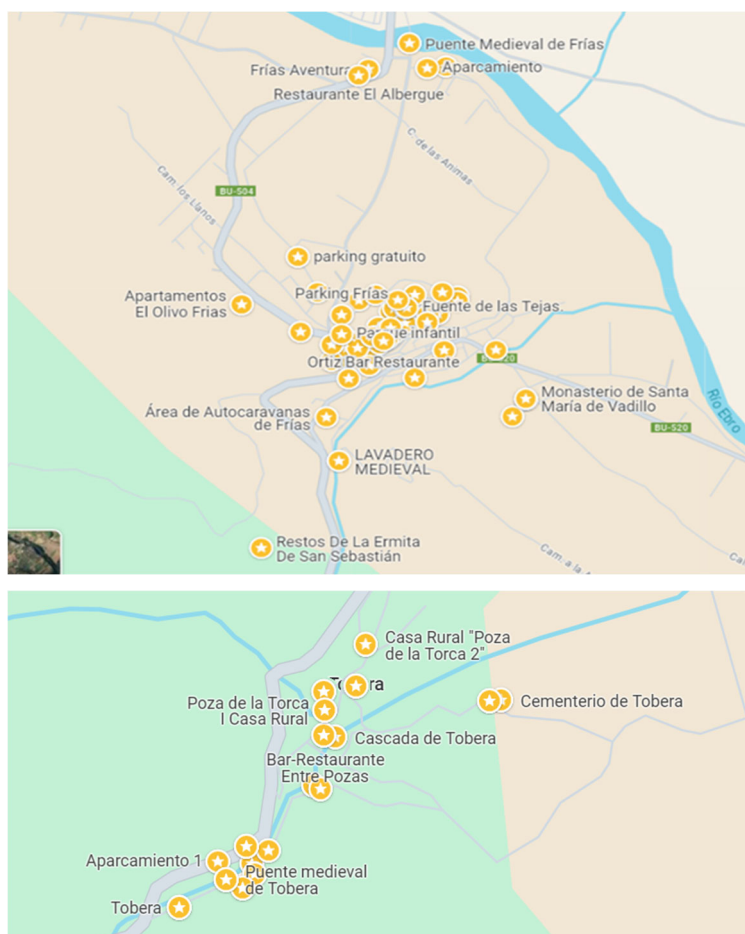 Puente Medieval de Frías
Frías Aventura
Aparcamiento
Restaurante El Albergue
C. de las Animas
Cam. los Llanos
BU-504
parking gratuito
Apartamentos
El Olivo Frias
Parking Frías
Fuente de las Tejas.
Parque infantil
Ortiz Bar Restaurante
Monasterio de Santa
María de Vadillo
Río Ebro
Área de Autocaravanas
de Frías
BU-520
LAVADERO
MEDIEVAL
Restos De La Ermita
De San Sebastián
Cam. a la
Casa Rural "Poza
de la Torca 2"
Poza de la Torca
I Casa Rural
Cementerio de Tobera
Cascada de Tobera
Bar-Restaurante
Entre Pozas
Aparcamiento 1
Puente medieval
de Tobera
Tobera